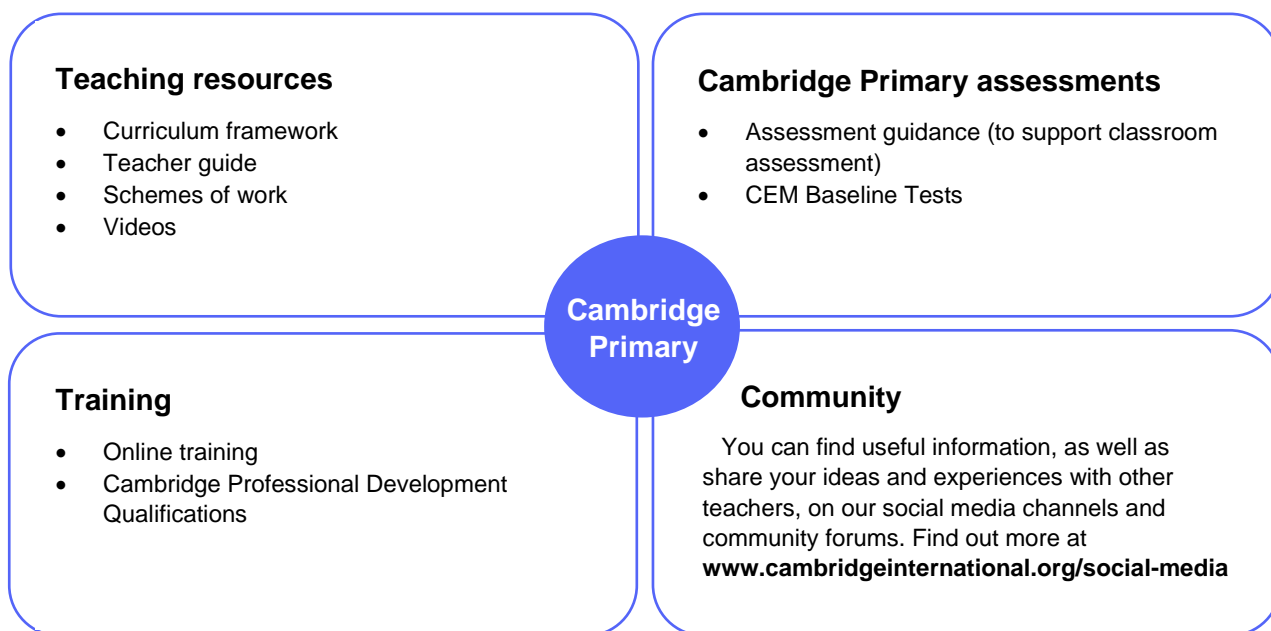 Teaching resources
• Curriculum framework
• Teacher guide
• Schemes of work
• Videos
Cambridge Primary assessments
• Assessment guidance (to support classroom
assessment)
• CEM Baseline Tests
Cambridge
Primary
Training
• Online training
• Cambridge Professional Development
Qualifications
Community
You can find useful information, as well as
share your ideas and experiences with other
teachers, on our social media channels and
community forums. Find out more at
www.cambridgeinternational.org/social-media